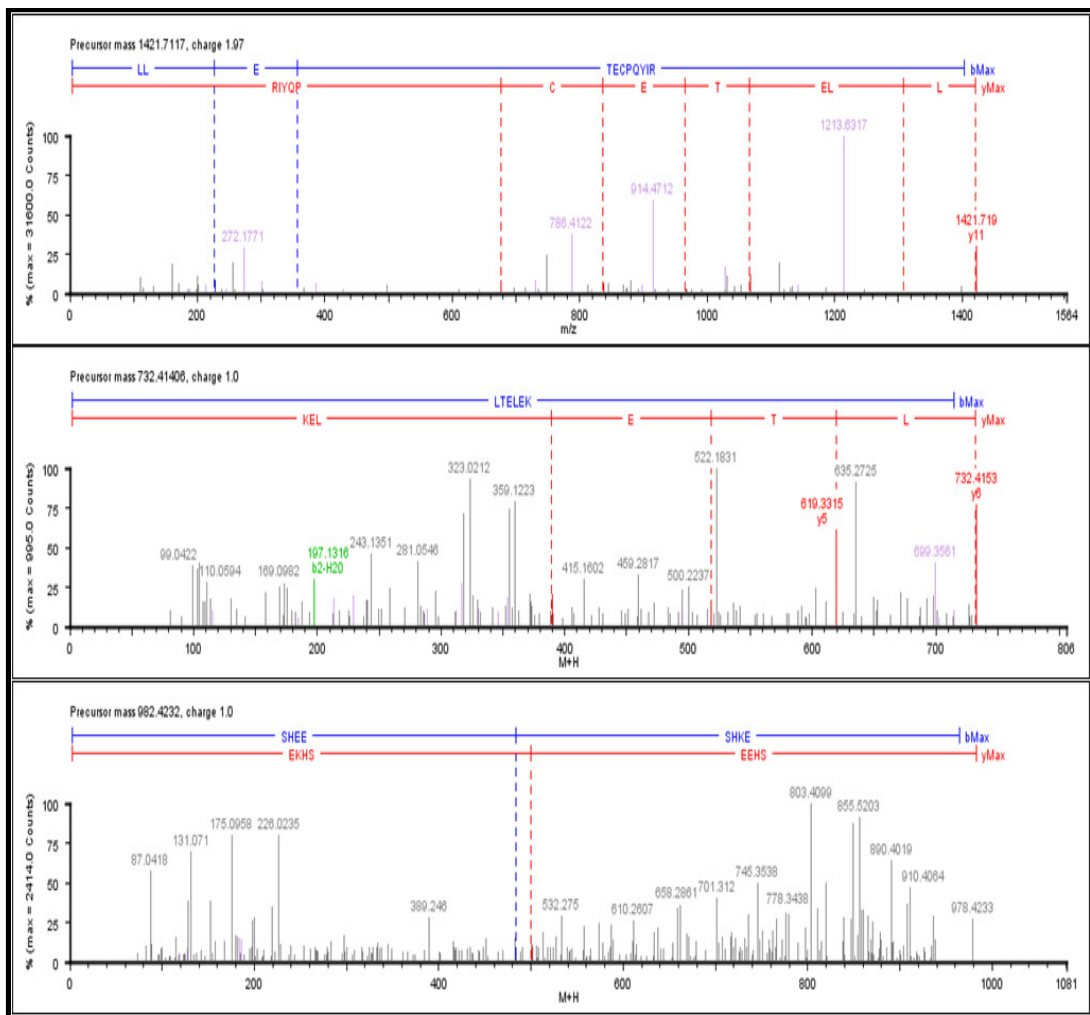 Precursor mass 1421.7117, charge 1.97
LL E TECPQYIR bMax
RIYQP C E T EL L yMax
% (max = 31600.0 Counts)
100
75
50
25
0
272.1771
786.4122
914.4712
1213.6317
1421.719
y11
0 200 400 600 800 1000 1200 1400 1564
m/z
Precursor mass 732.41406, charge 1.0
LTELEK bMax
KEL E T L yMax
% (max = 995.0 Counts)
100
75
50
25
0
99.0422
110.0594
169.0982
197.1316
b2-H20
243.1351
281.0546
323.0212
359.1223
415.1602
459.2817
500.2237
522.1831
619.3315
y5
635.2725
699.3561
732.4153
y6
0 100 200 300 400 500 600 700 806
M+H
Precursor mass 982.4232, charge 1.0
SHEE SHKE bMax
EKHS EEHS yMax
% (max = 2414.0 Counts)
100
75
50
25
0
87.0418
131.071
175.0958
226.0235
389.246
532.275
610.2607
658.2861
701.312
745.3538
778.3438
803.4099
855.5203
890.4019
910.4064
978.4233
0 200 400 600 800 1000 1081
M+H